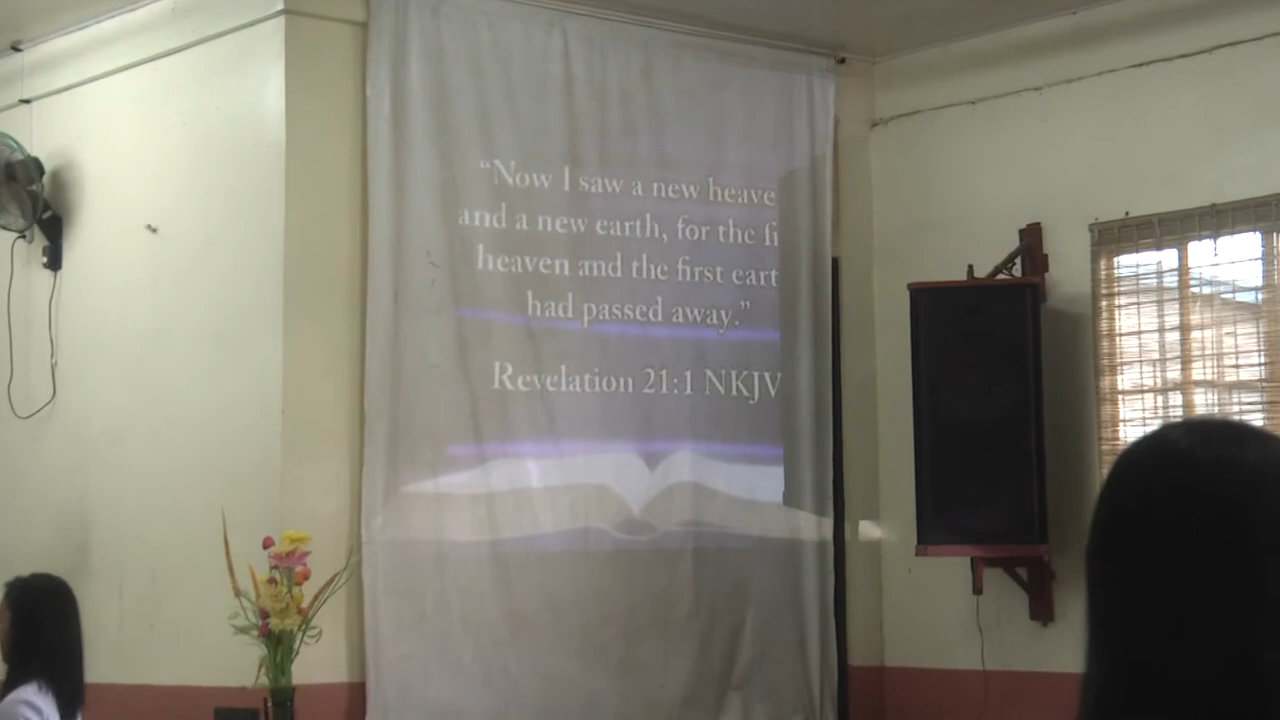 “Now I saw a new heave
and a new earth, for the fi
heaven and the first eart
had passed away.”
Revelation 21:1 NKJV